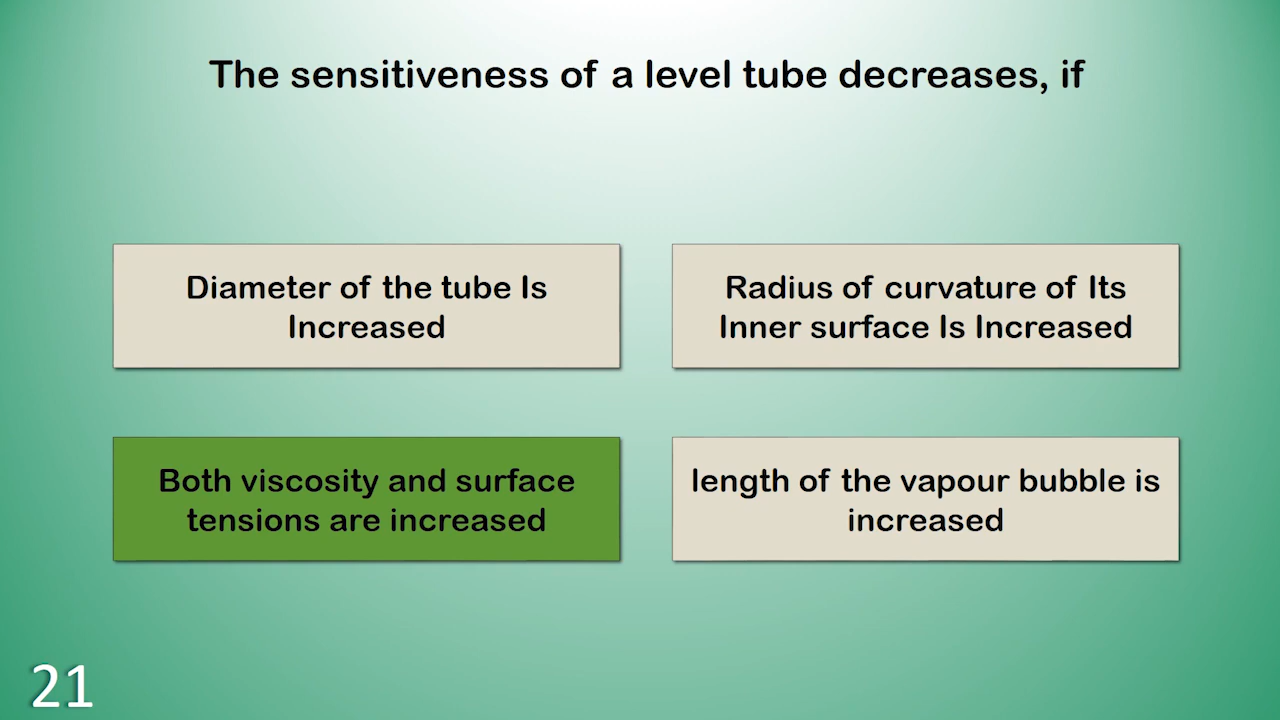 The sensitiveness of a level tube decreases, if
Diameter of the tube Is
Increased
Radius of curvature of Its
Inner surface Is Increased
Both viscosity and surface
tensions are increased
length of the vapour bubble is
increased
21